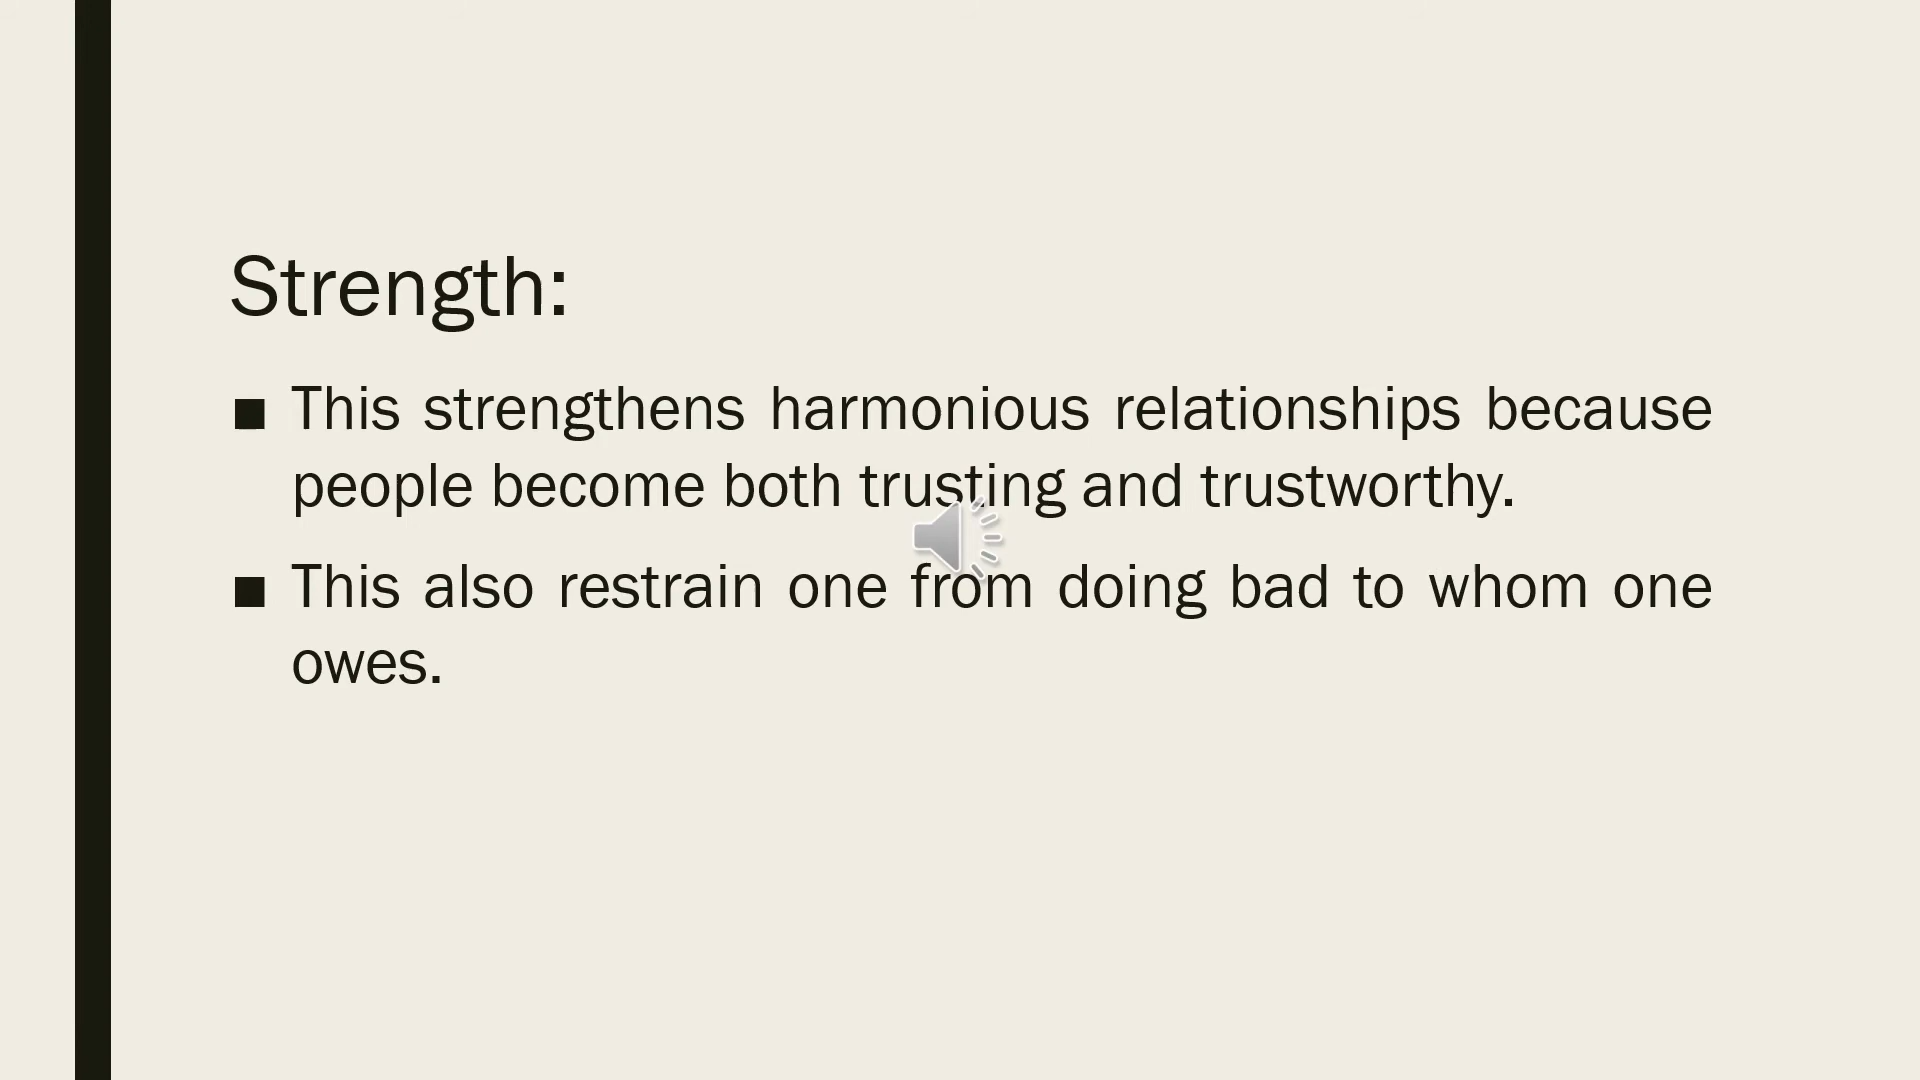 Strength:
■ This strengthens harmonious relationships because
people become both trusting and trustworthy.
■ This also restrain one from doing bad to whom one
owes.